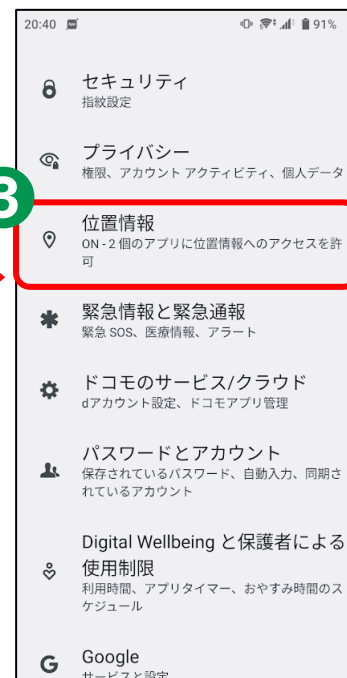 20:40 91%
セキュリティ
指紋設定
プライバシー
権限、アカウント アクティビティ、個人データ
3
位置情報
ON - 2 個のアプリに位置情報へのアクセスを許
可
緊急情報と緊急通報
緊急 SOS、医療情報、アラート
ドコモのサービス/クラウド
dアカウント設定、ドコモアプリ管理
パスワードとアカウント
保存されているパスワード、自動入力、同期さ
れているアカウント
Digital Wellbeing と保護者による
使用制限
利用時間、アプリタイマー、おやすみ時間のス
ケジュール
Google
サービスと設定